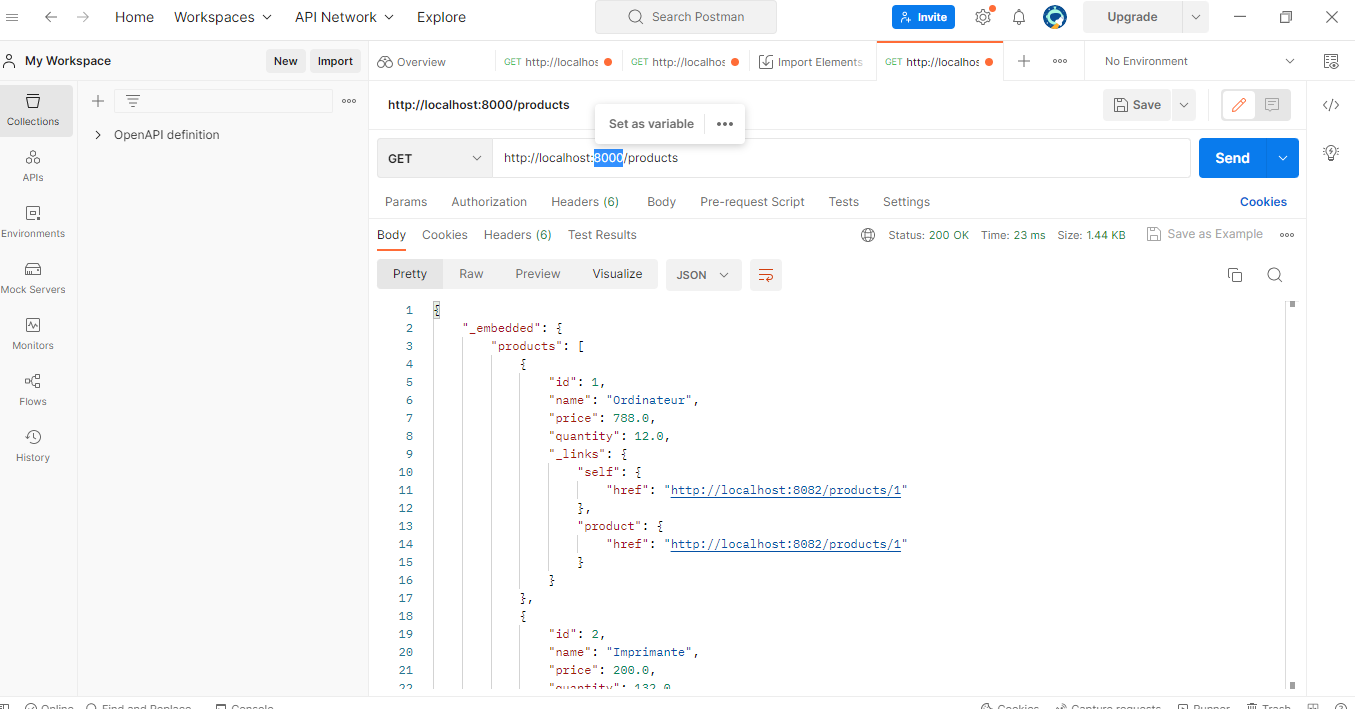 Home Workspaces API Network Explore Search Postman Invite Upgrade
My Workspace New Import
Overview GET http://localhos GET http://localhos Import Elements GET http://localhos No Environment
Collections
APIs
Environments
Mock Servers
Monitors
Flows
History
OpenAPI definition
http://localhost:8000/products Save
Set as variable
GET http://localhost:8000/products Send
Params Authorization Headers (6) Body Pre-request Script Tests Settings Cookies
Body Cookies Headers (6) Test Results Status: 200 OK Time: 23 ms Size: 1.44 KB Save as Example
Pretty Raw Preview Visualize JSON
1 {
2 "_embedded": {
3 "products": [
4 {
5 "id": 1,
6 "name": "Ordinateur",
7 "price": 788.0,
8 "quantity": 12.0,
9 "_links": {
10 "self": {
11 "href": "http://localhost:8082/products/1"
12 },
13 "product": {
14 "href": "http://localhost:8082/products/1"
15 }
16 }
17 },
18 {
19 "id": 2,
20 "name": "Imprimante",
21 "price": 200.0,
22 "quantity": 132.0
Online Find and Replace Console Cookies Capture requests Runner Trash